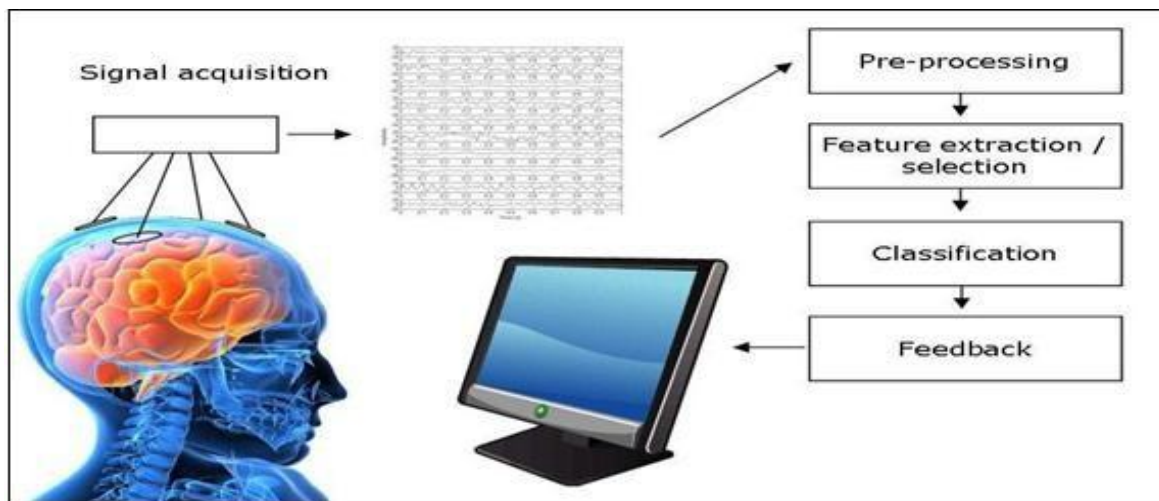 Signal acquisition
Pre-processing
Feature extraction /
selection
Classification
Feedback